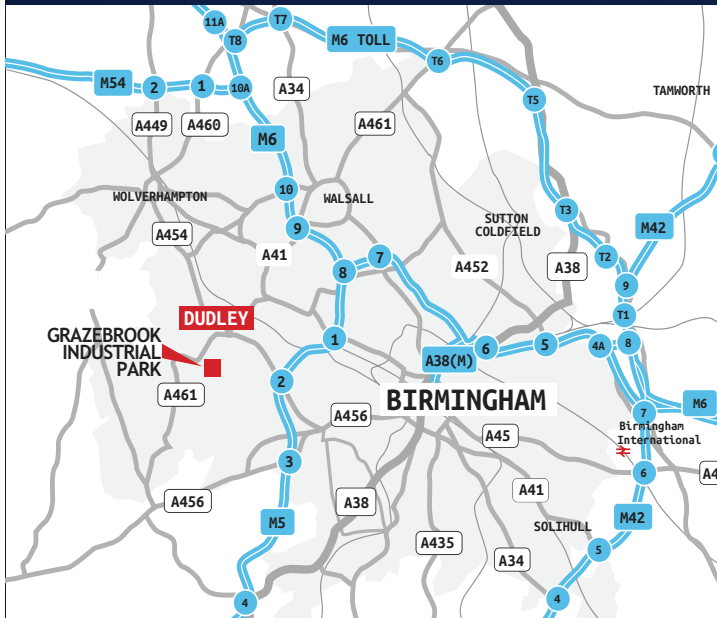 11A
T7
T8
M6 TOLL
T6
M54
2
1
10A
A34
T5
TAMWORTH
A449
A460
A461
M6
10
WOLVERHAMPTON
WALSALL
T3
9
SUTTON
COLDFIELD
M42
A454
A41
7
T2
8
A452
A38
9
DUDLEY
T1
GRAZEBROOK
INDUSTRIAL
PARK
1
6
5
4A
8
A38(M)
2
A461
BIRMINGHAM
M6
7
A456
A45
Birmingham
International
3
6
A4
A456
A38
A41
M5
M42
SOLIHULL
A435
A34
5
4
4